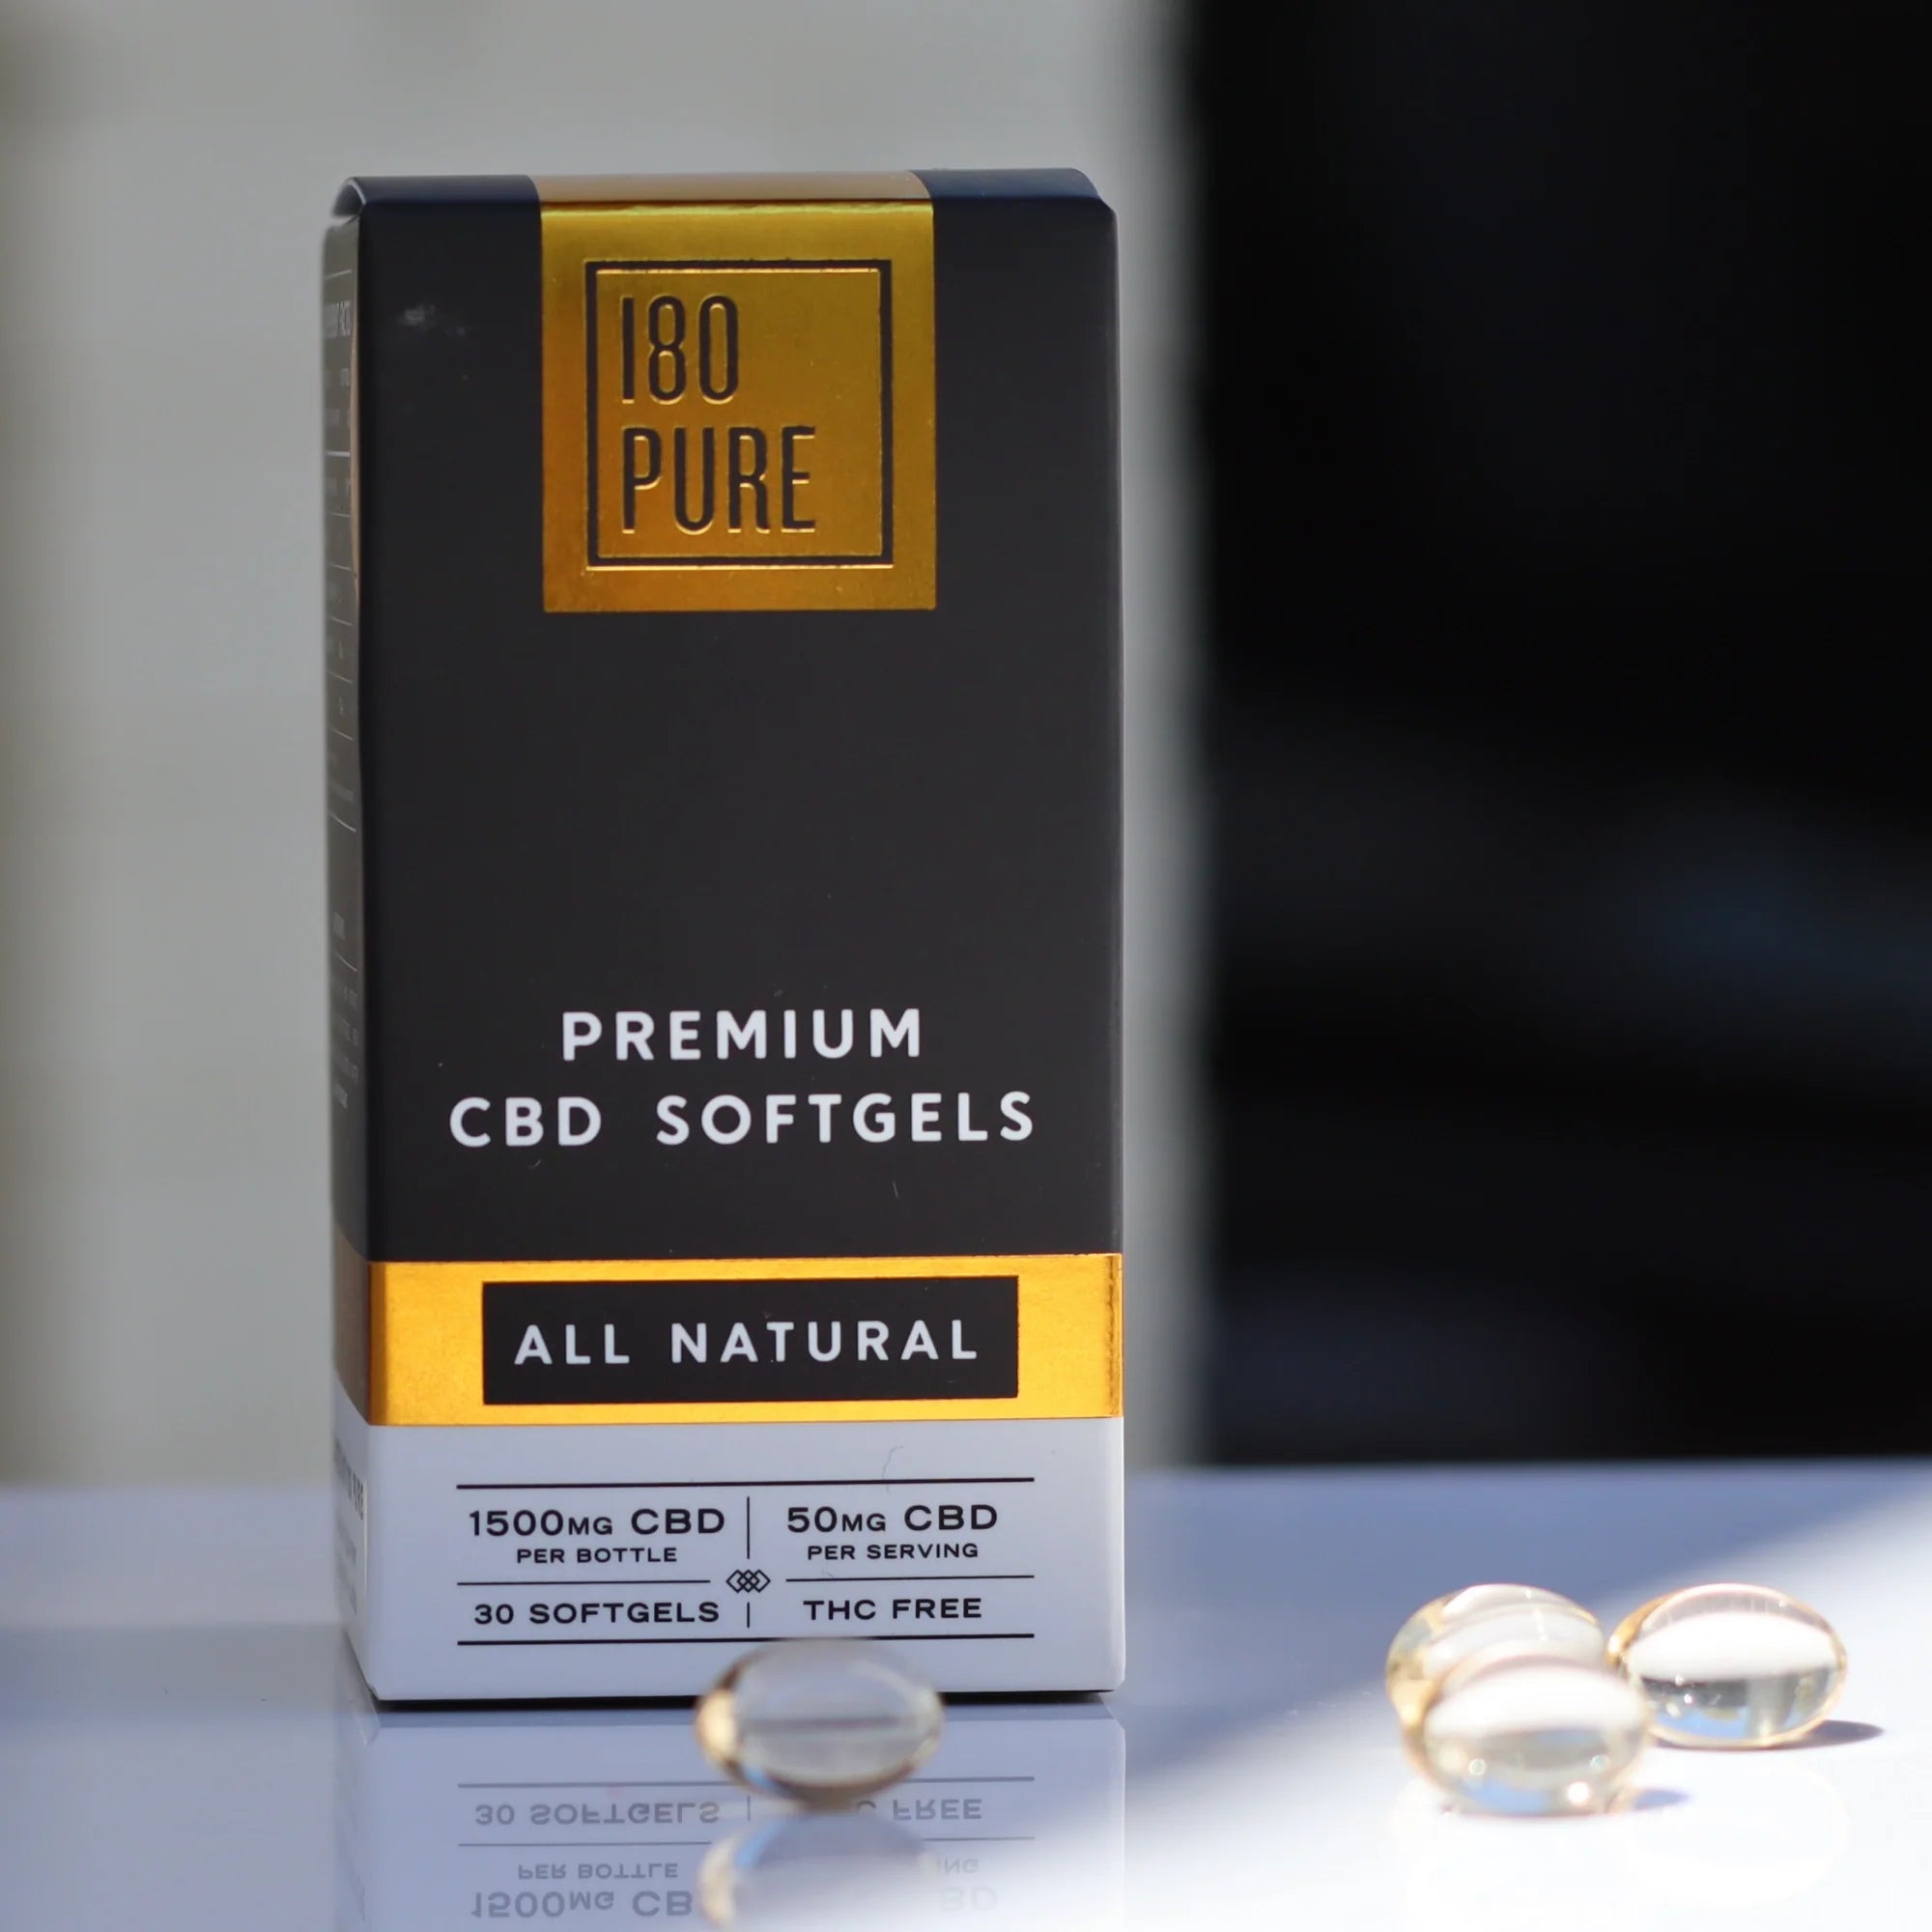 180
PURE
PREMIUM
CBD SOFTGELS
ALL NATURAL
1500MG CBD
PER BOTTLE
50MG CBD
PER SERVING
30 SOFTGELS
THC FREE